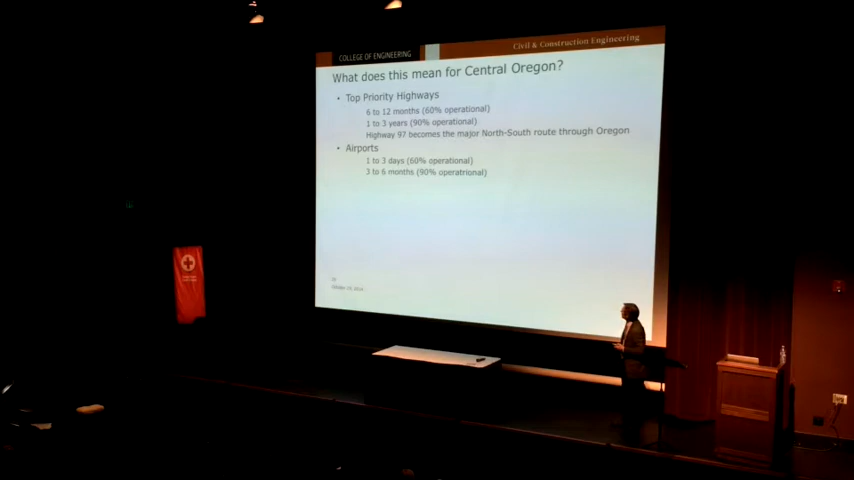 COLLEGE OF ENGINEERING
Civil & Construction Engineering
What does this mean for Central Oregon?
• Top Priority Highways
6 to 12 months (60% operational)
1 to 3 years (90% operational)
Highway 97 becomes the major North-South route through Oregon
• Airports
1 to 3 days (60% operational)
3 to 6 months (90% operatrional)